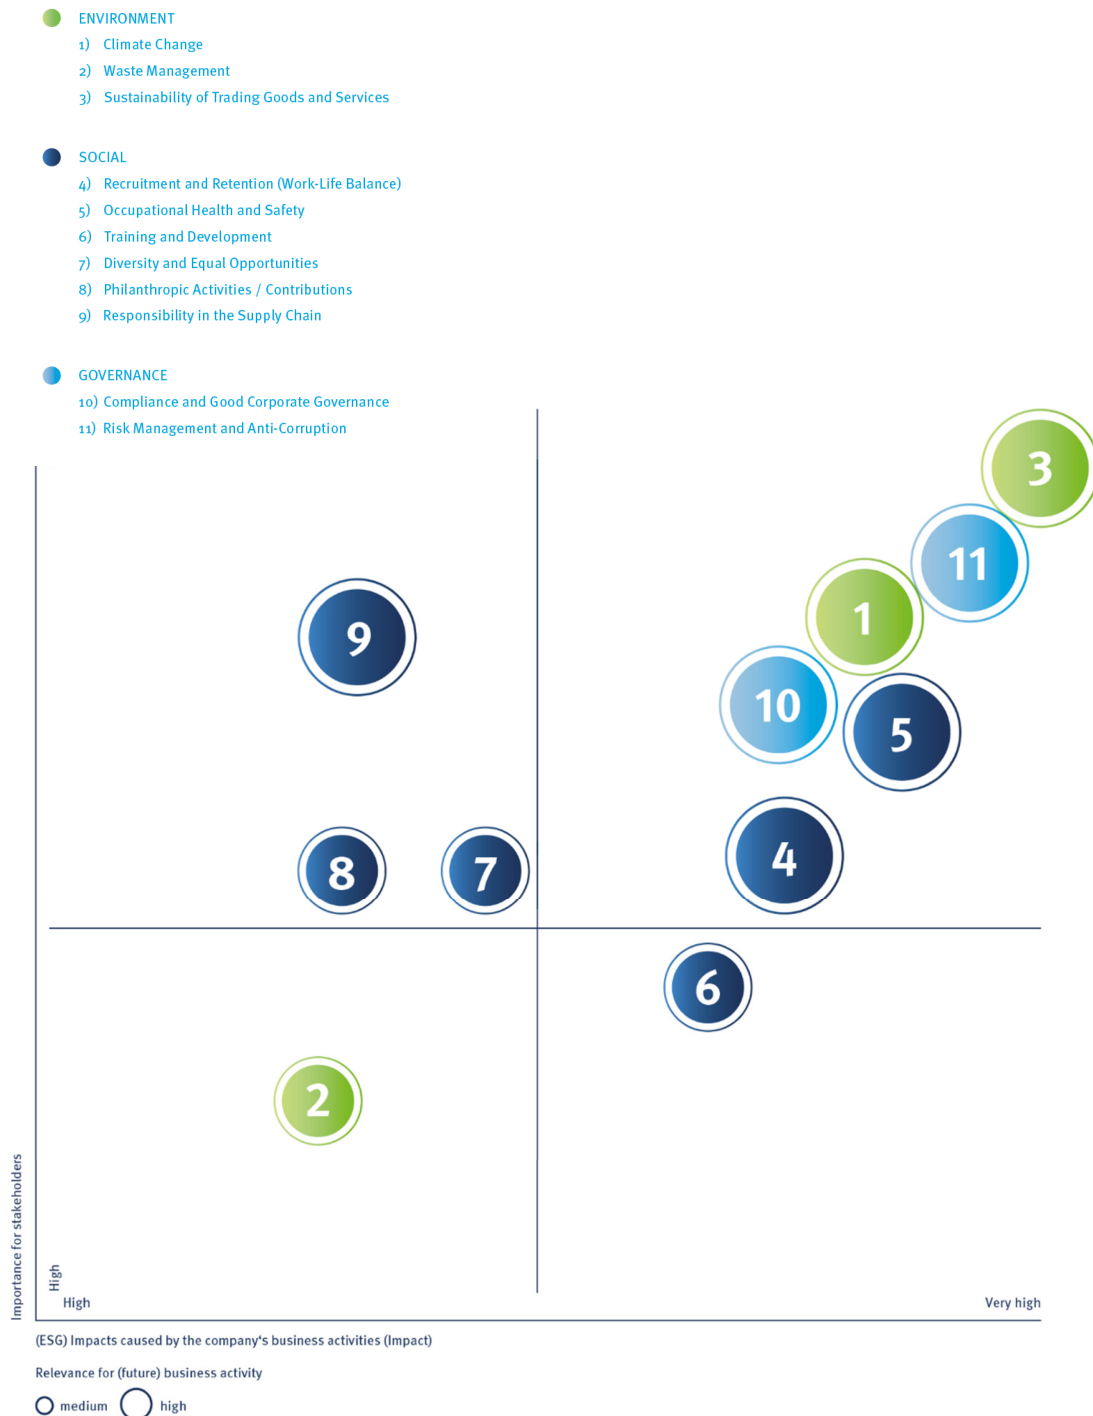 ENVIRONMENT
1) Climate Change
2) Waste Management
3) Sustainability of Trading Goods and Services
SOCIAL
4) Recruitment and Retention (Work-Life Balance)
5) Occupational Health and Safety
6) Training and Development
7) Diversity and Equal Opportunities
8) Philanthropic Activities / Contributions
9) Responsibility in the Supply Chain
GOVERNANCE
10) Compliance and Good Corporate Governance
11) Risk Management and Anti-Corruption
3
11
1
9
10
5
4
8
7
6
2
Importance for stakeholders
High
High
Very high
(ESG) Impacts caused by the company‘s business activities (Impact)
Relevance for (future) business activity
medium
high